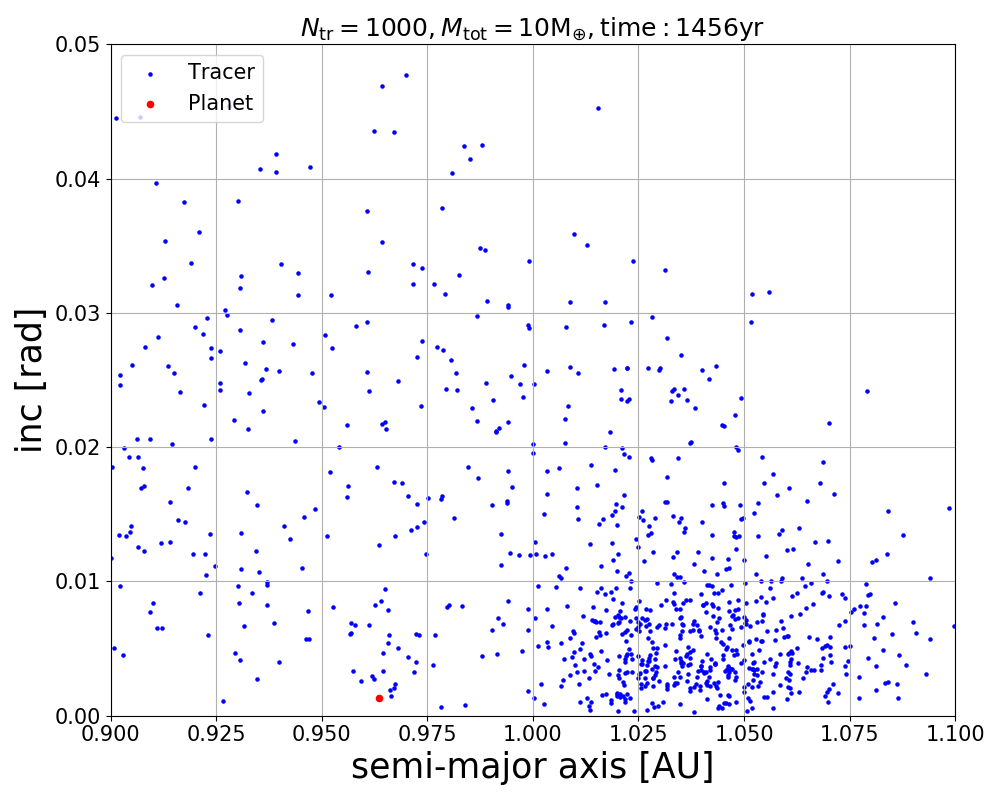 N_tr = 1000, M_tot = 10M_⊕, time : 1456yr
0.05
Tracer
Planet
0.04
0.03
inc [rad]
0.02
0.01
0.00
0.900 0.925 0.950 0.975 1.000 1.025 1.050 1.075 1.100
semi-major axis [AU]